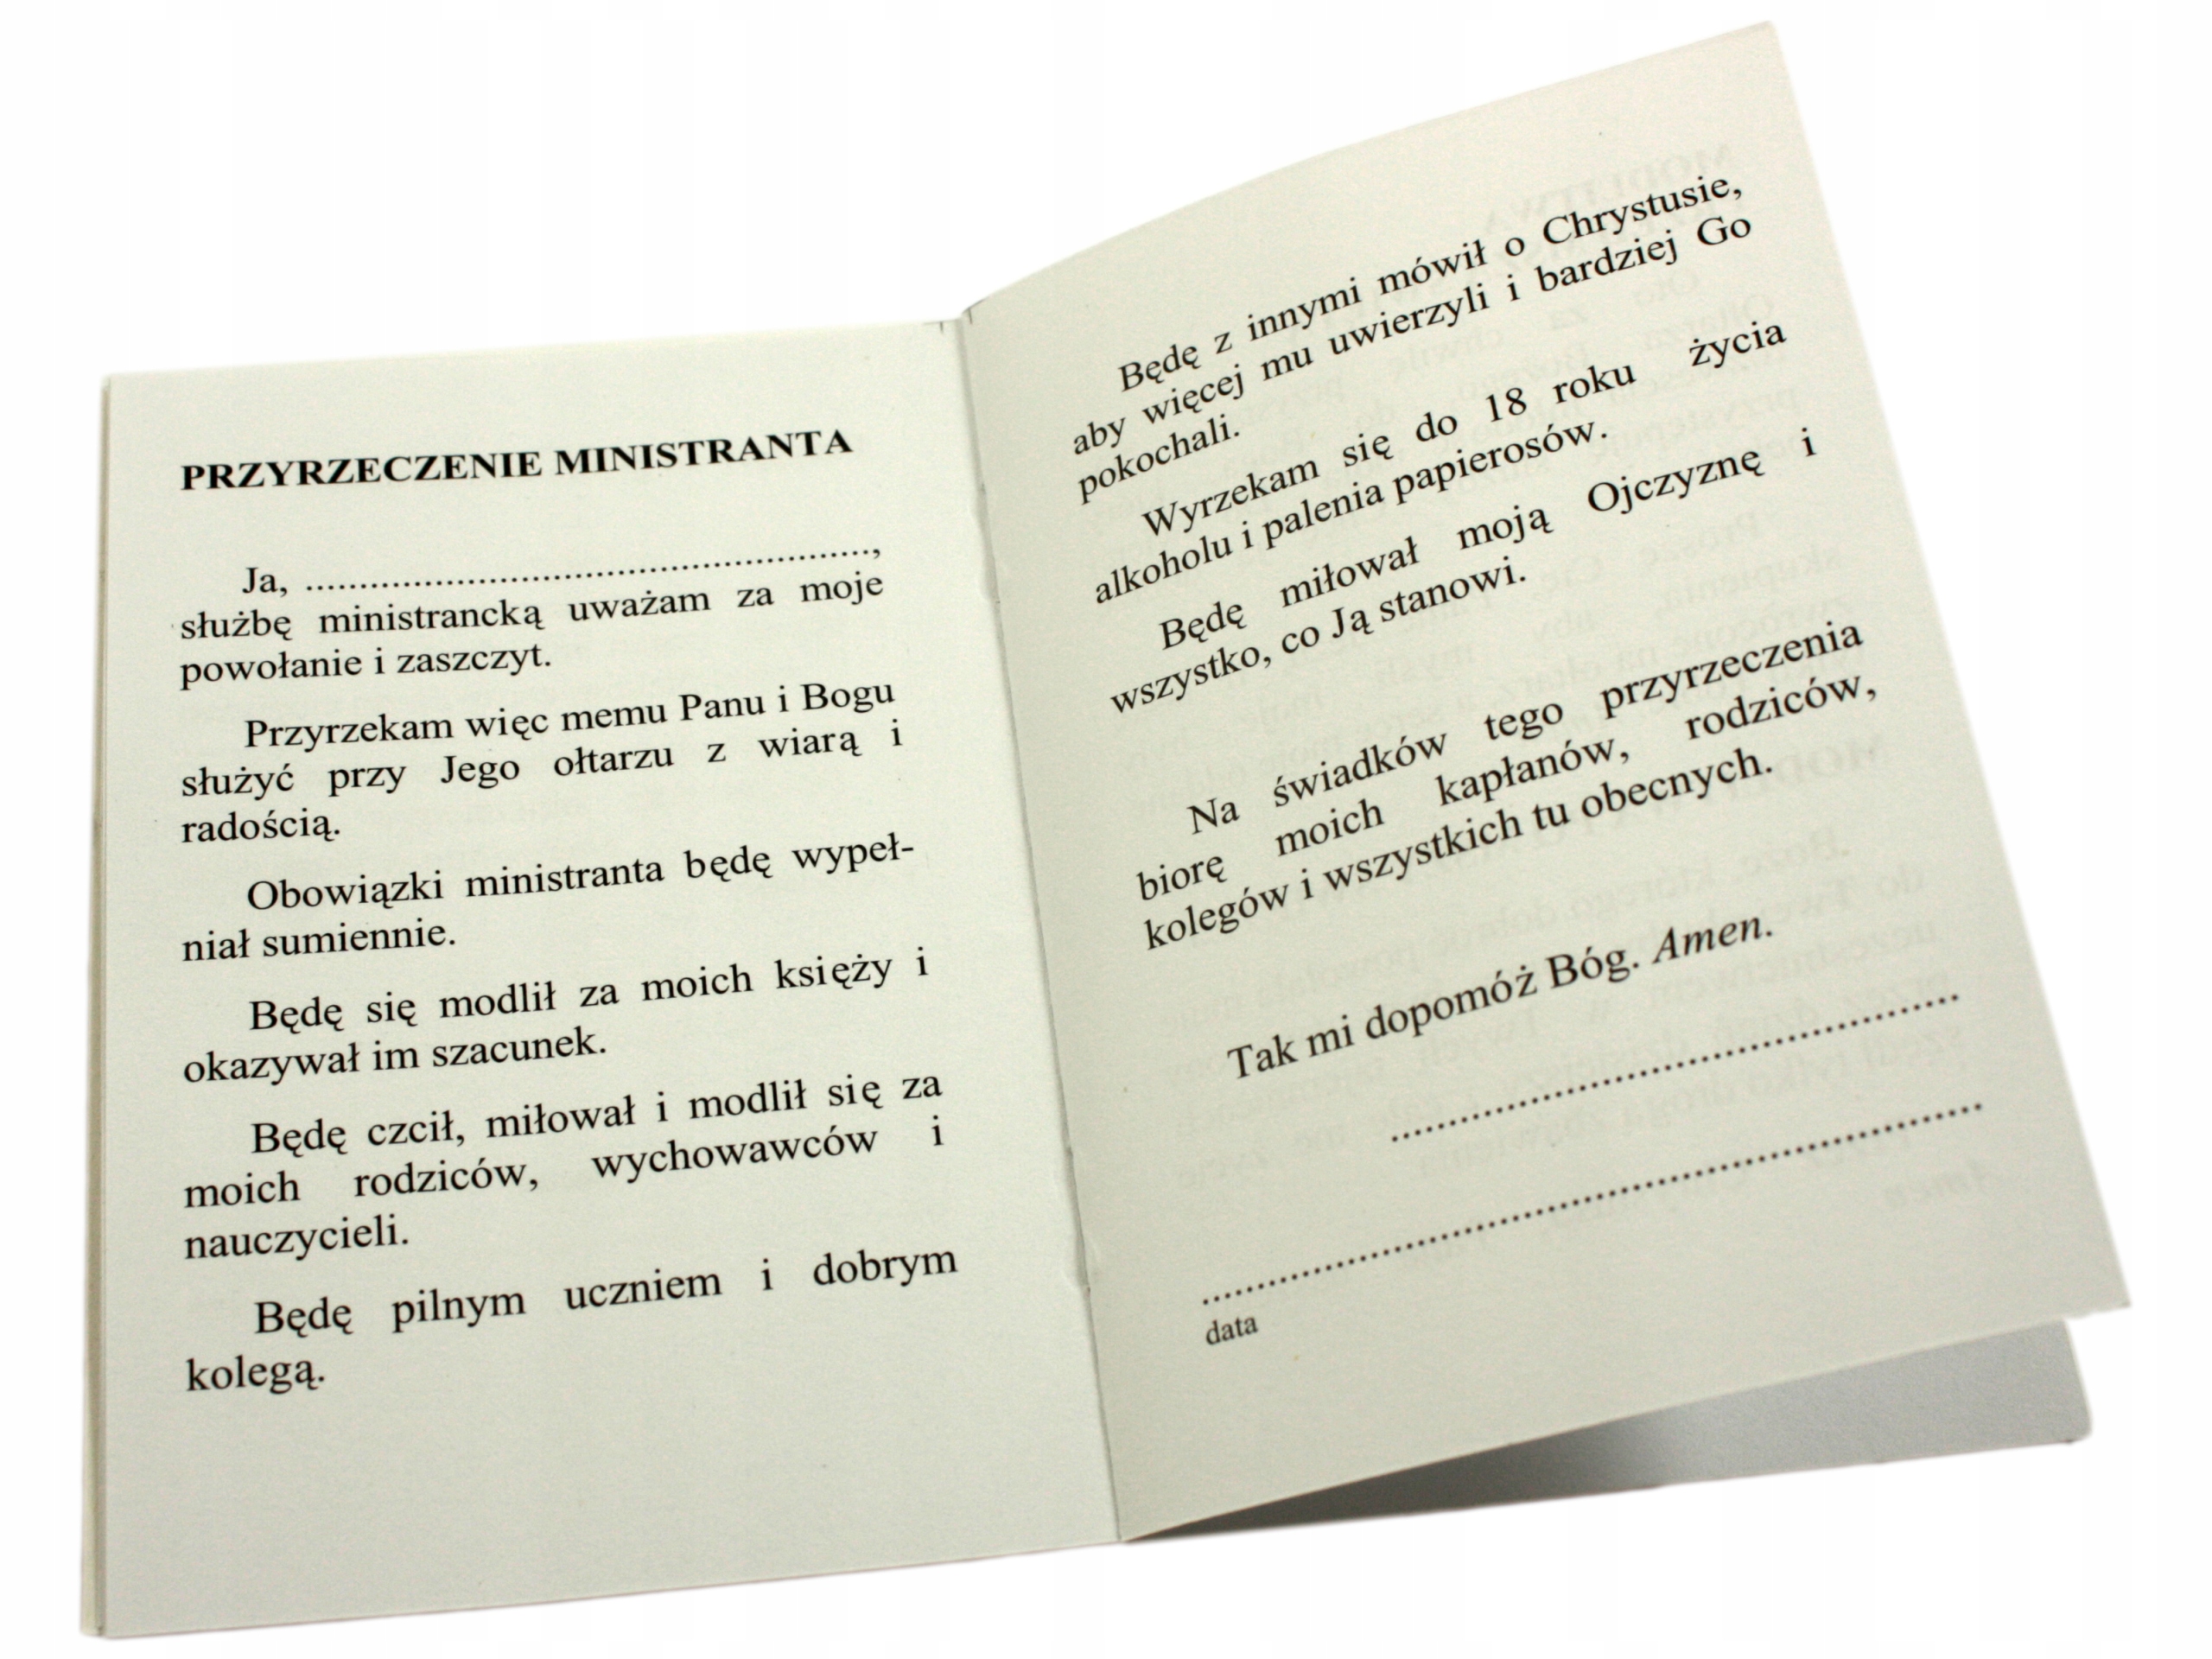 PRZYRZECZENIE MINISTRANTA
Ja, ......................................................,
służbę ministrancką uważam za moje
powołanie i zaszczyt.
Przyrzekam więc memu Panu i Bogu
służyć przy Jego ołtarzu z wiarą i
radością.
Obowiązki ministranta będę wypeł-
niał sumiennie.
Będę się modlił za moich księży i
okazywał im szacunek.
Będę czcił, miłował i modlił się za
moich rodziców, wychowawców i
nauczycieli.
Będę pilnym uczniem i dobrym
kolegą.
Będę z innymi mówił o Chrystusie,
aby więcej mu uwierzyli i bardziej Go
pokochali.
Wyrzekam się do 18 roku życia
alkoholu i palenia papierosów.
Będę miłował moją Ojczyznę i
wszystko, co Ją stanowi.
Na świadków tego przyrzeczenia
biorę moich kapłanów, rodziców,
kolegów i wszystkich tu obecnych.
Tak mi dopomóż Bóg. Amen.
......................................................
......................................................................
data